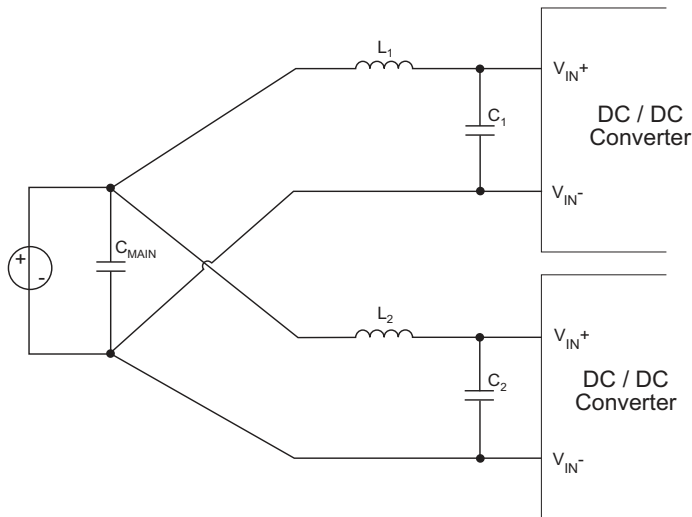 L1
VIN+
C1
DC / DC
Converter
VIN-
+
-
CMAIN
L2
VIN+
C2
DC / DC
Converter
VIN-